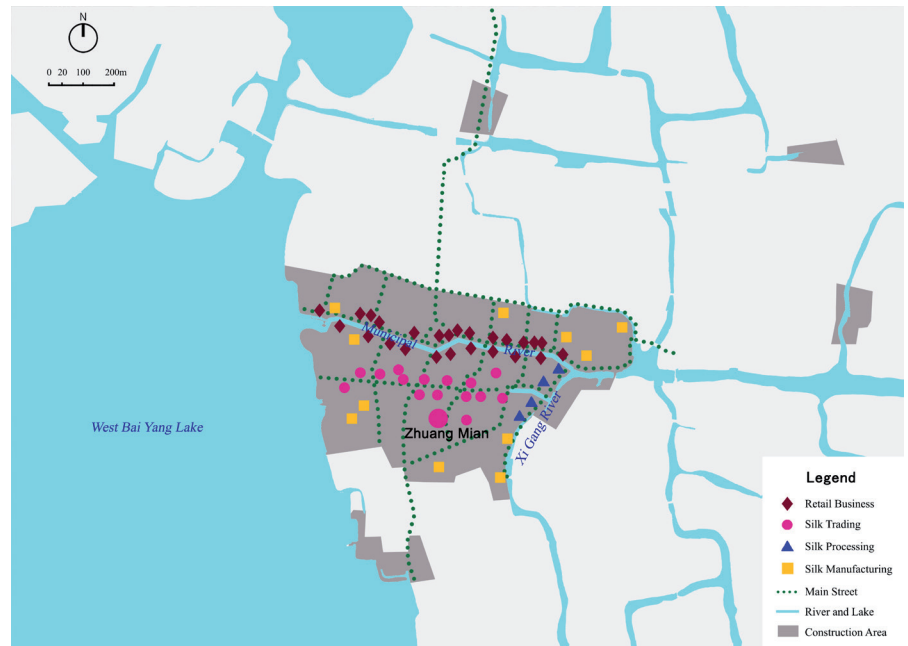 N
0 20 100 200m
Municipal River
Zhuang Mian
Xi Gang River
West Bai Yang Lake
Legend
Retail Business
Silk Trading
Silk Processing
Silk Manufacturing
Main Street
River and Lake
Construction Area